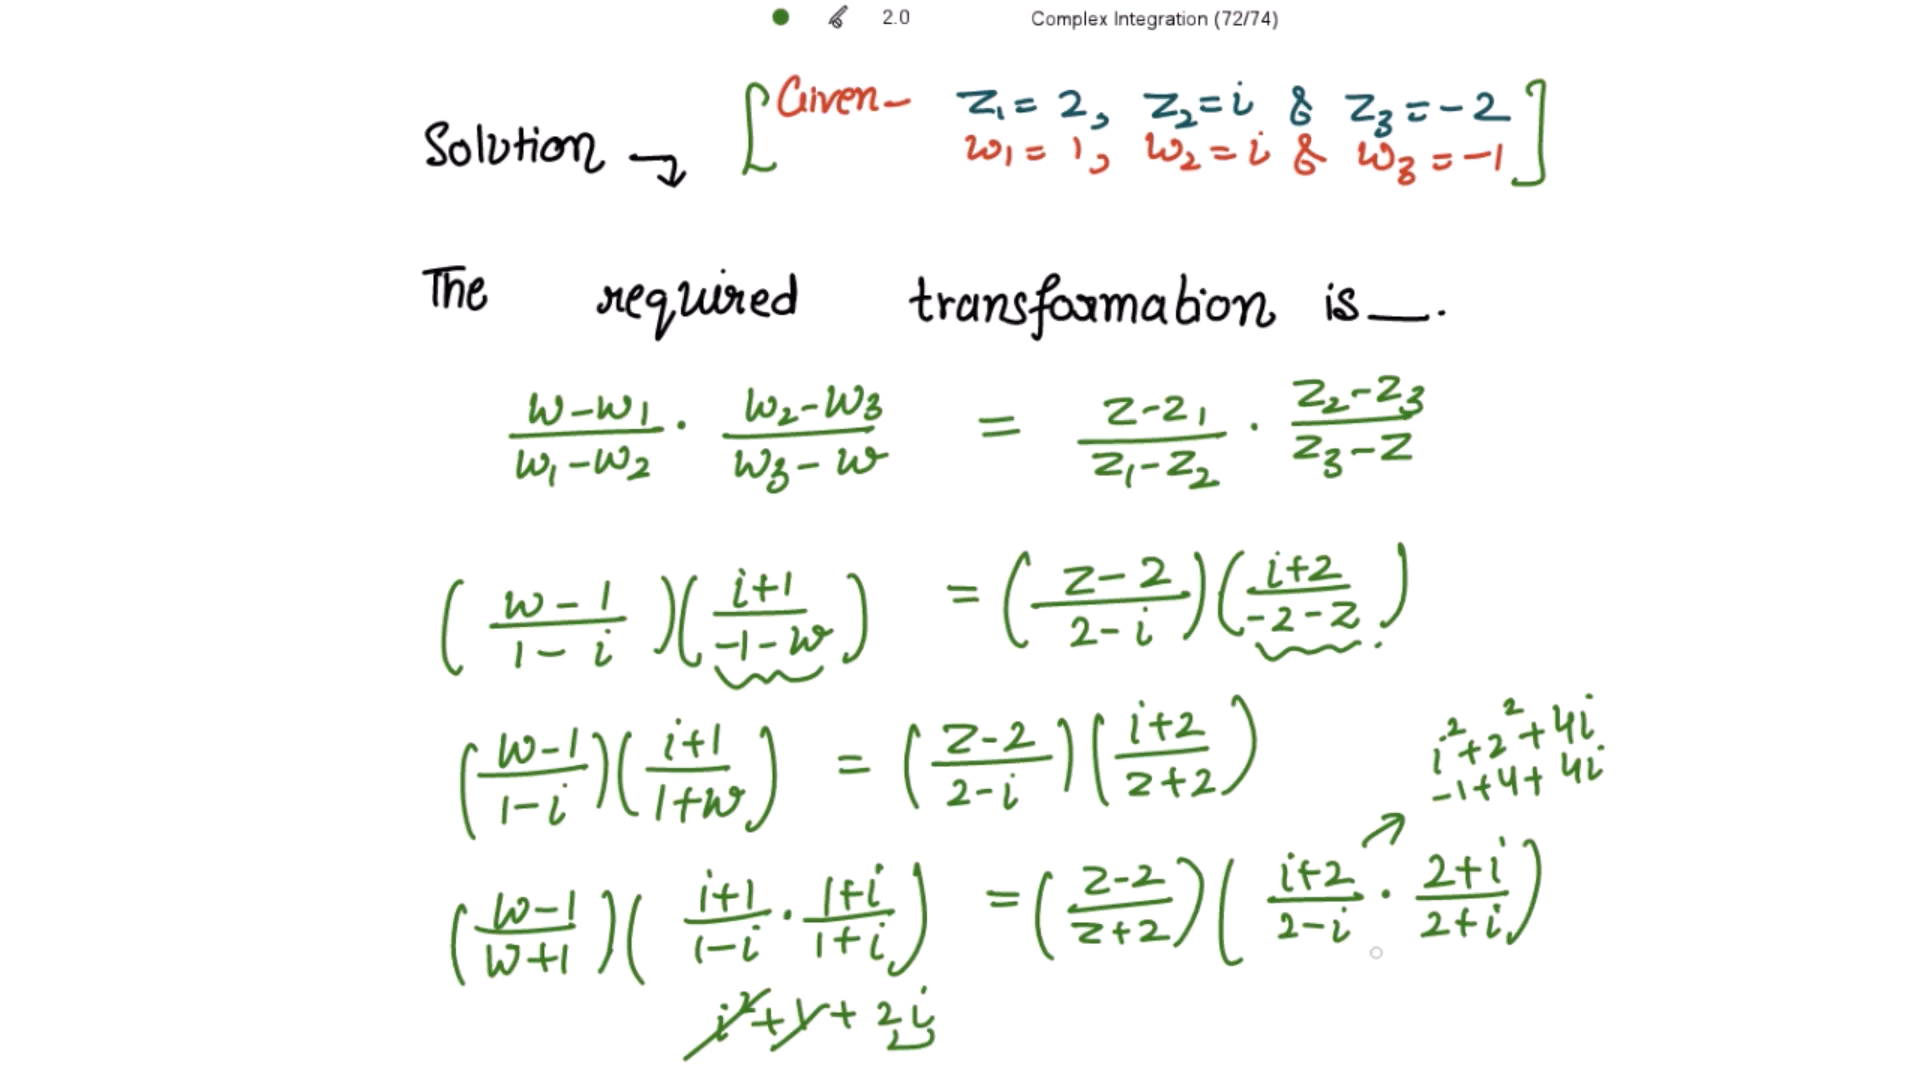 2.0 Complex Integration (72/74)
Solution → [Given- z₁ = 2, z₂ = i & z₃ = -2
w₁ = 1, w₂ = i & w₃ = -1]
The required transformation is __.
(w-w₁)/(w₁-w₂) · (w₂-w₃)/(w₃-w) = (z-z₁)/(z₁-z₂) · (z₂-z₃)/(z₃-z)
((w-1)/(1-i))((i+1)/(-1-w)) = ((z-2)/(2-i))((i+2)/(-2-z))
((w-1)/(1-i))((i+1)/(1+w)) = ((z-2)/(2-i))((i+2)/(z+2))
i²+2²+4i
-1+4+4i
((w-1)/(w+1))((i+1)/(1-i) · (1+i)/(1+i)) = ((z-2)/(z+2))((i+2)/(2-i) · (2+i)/(2+i))
i²+1+2i